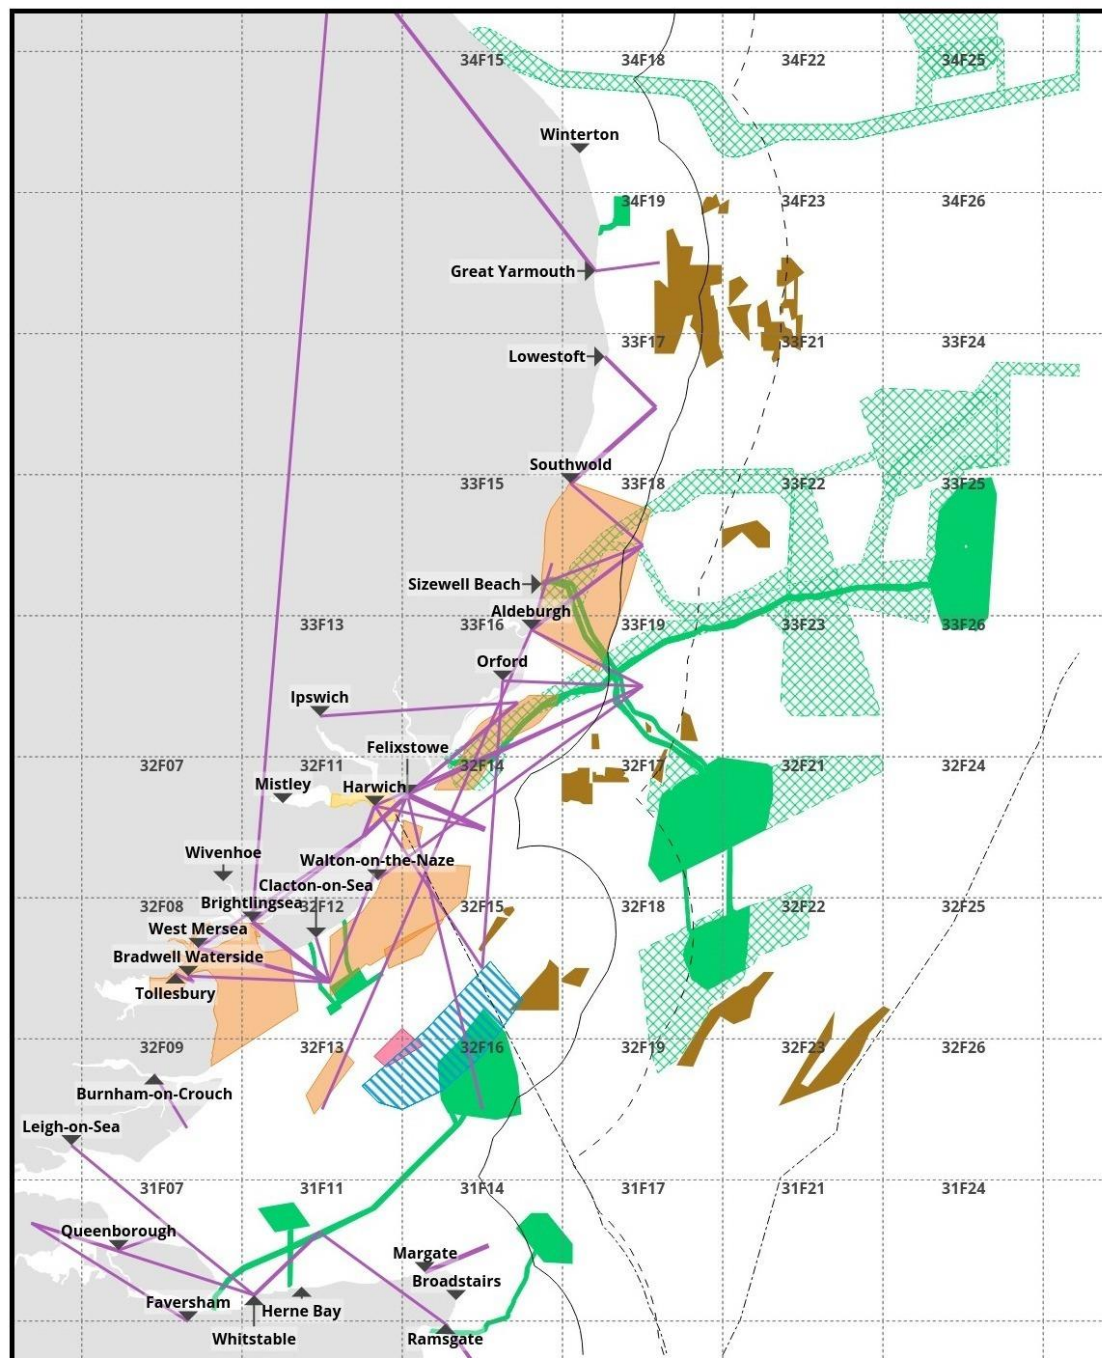 34F15 34F18 34F22 34F25
Winterton
34F19 34F23 34F26
Great Yarmouth
33F17 33F21 33F24
Lowestoft
Southwold
33F15 33F18 33F22 33F25
Sizewell Beach
Aldeburgh
33F13 33F16 33F19 33F23 33F26
Orford
Ipswich
Felixstowe
32F07 32F11 32F14 32F17 32F21 32F24
Mistley
Harwich
Wivenhoe
Walton-on-the-Naze
Clacton-on-Sea
Brightlingsea
32F08 32F12 32F15 32F18 32F22 32F25
West Mersea
Bradwell Waterside
Tollesbury
32F09 32F13 32F16 32F19 32F23 32F26
Burnham-on-Crouch
Leigh-on-Sea
31F07 31F11 31F14 31F17 31F21 31F24
Queenborough
Margate
Broadstairs
Faversham
Herne Bay
Whitstable
Ramsgate